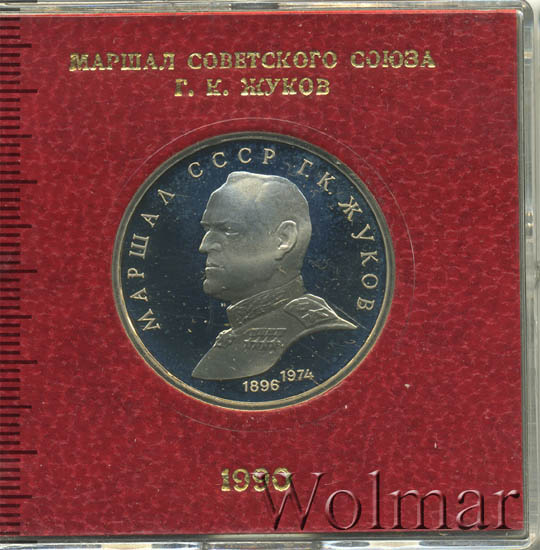 МАРШАЛ СОВЕТСКОГО СОЮЗА
Г. К. ЖУКОВ
МАРШАЛ СССР Г.К. ЖУКОВ
1896 1974
1990
Wolmar